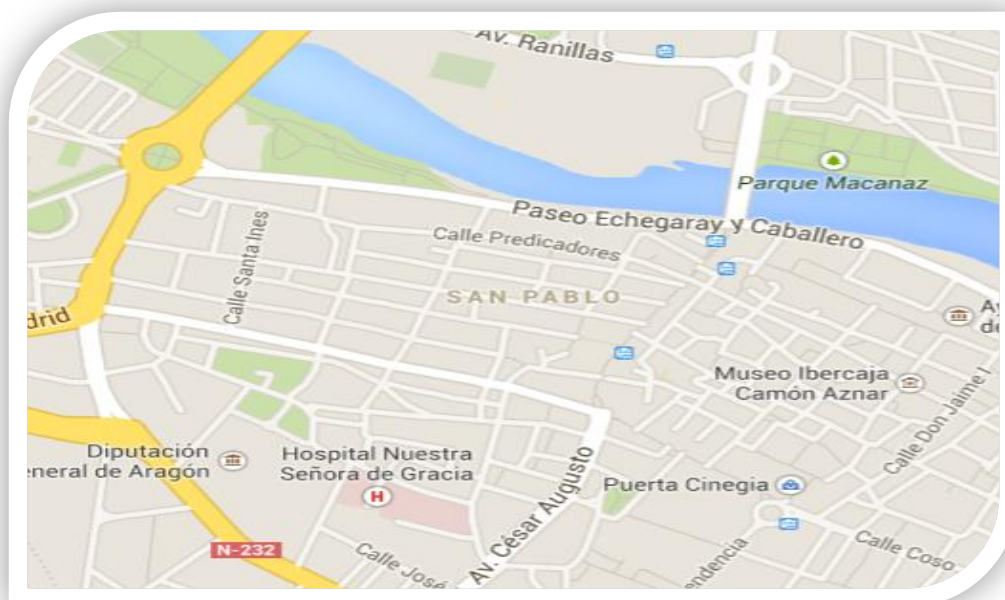 Av. Ranillas
Parque Macanaz
Paseo Echegaray y Caballero
Calle Predicadores
Calle Santa Ines
SAN PABLO
drid
Museo Ibercaja
Camón Aznar
Calle Don Jaime I
Diputación
eneral de Aragón
Hospital Nuestra
Señora de Gracia
H
Av. César Augusto
Puerta Cinegia
N-232
Calle José
endencia
Calle Coso